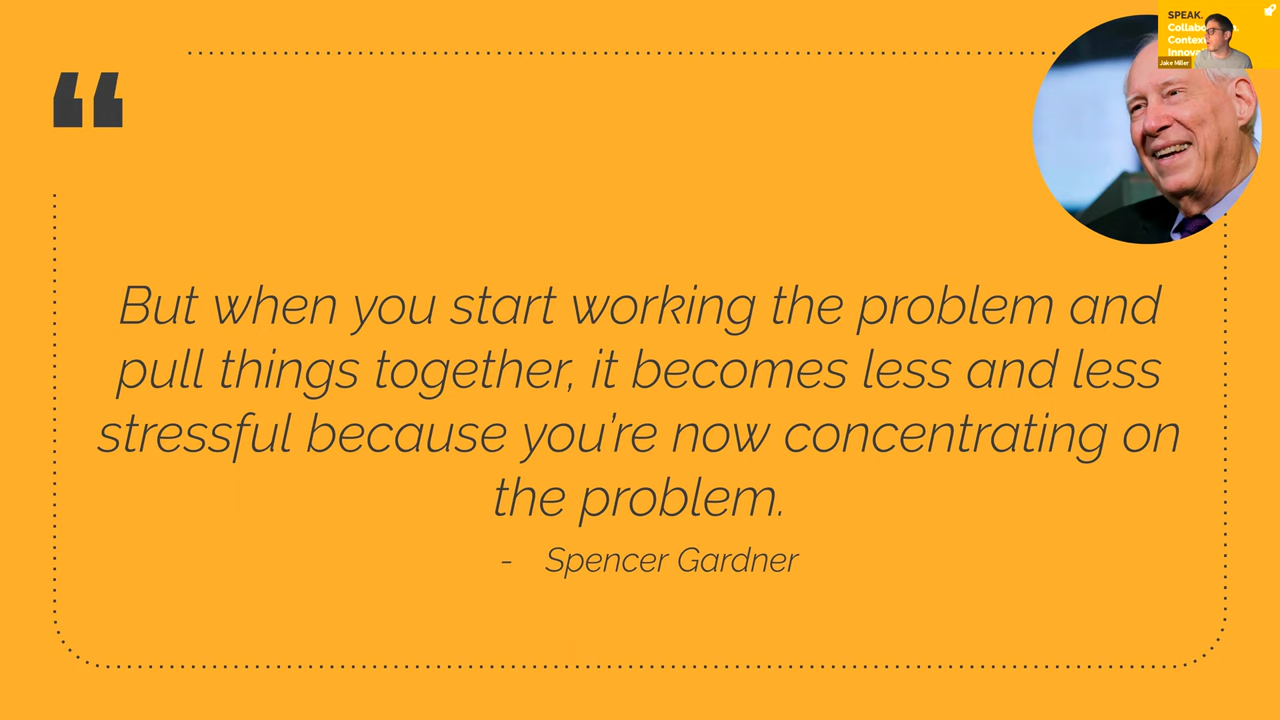 SPEAK.
Jake Miller
“
But when you start working the problem and
pull things together, it becomes less and less
stressful because you’re now concentrating on
the problem.
- Spencer Gardner